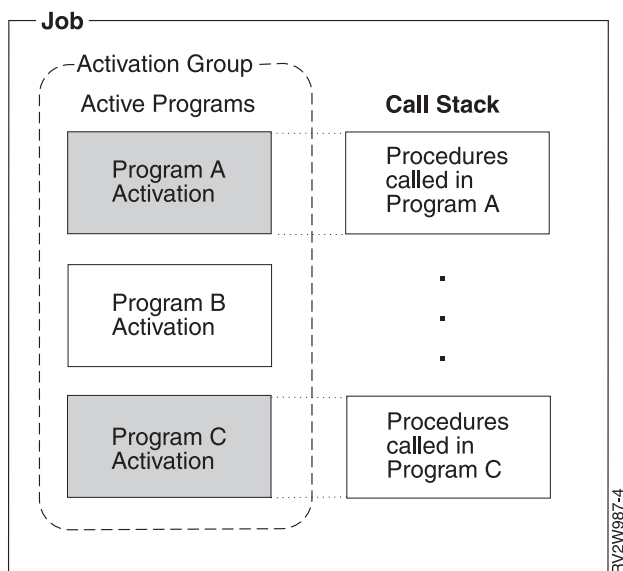 Job
Activation Group
Active Programs
Call Stack
Program A
Activation
Procedures
called in
Program A
Program B
Activation
.
.
.
Program C
Activation
Procedures
called in
Program C
RV2W987-4